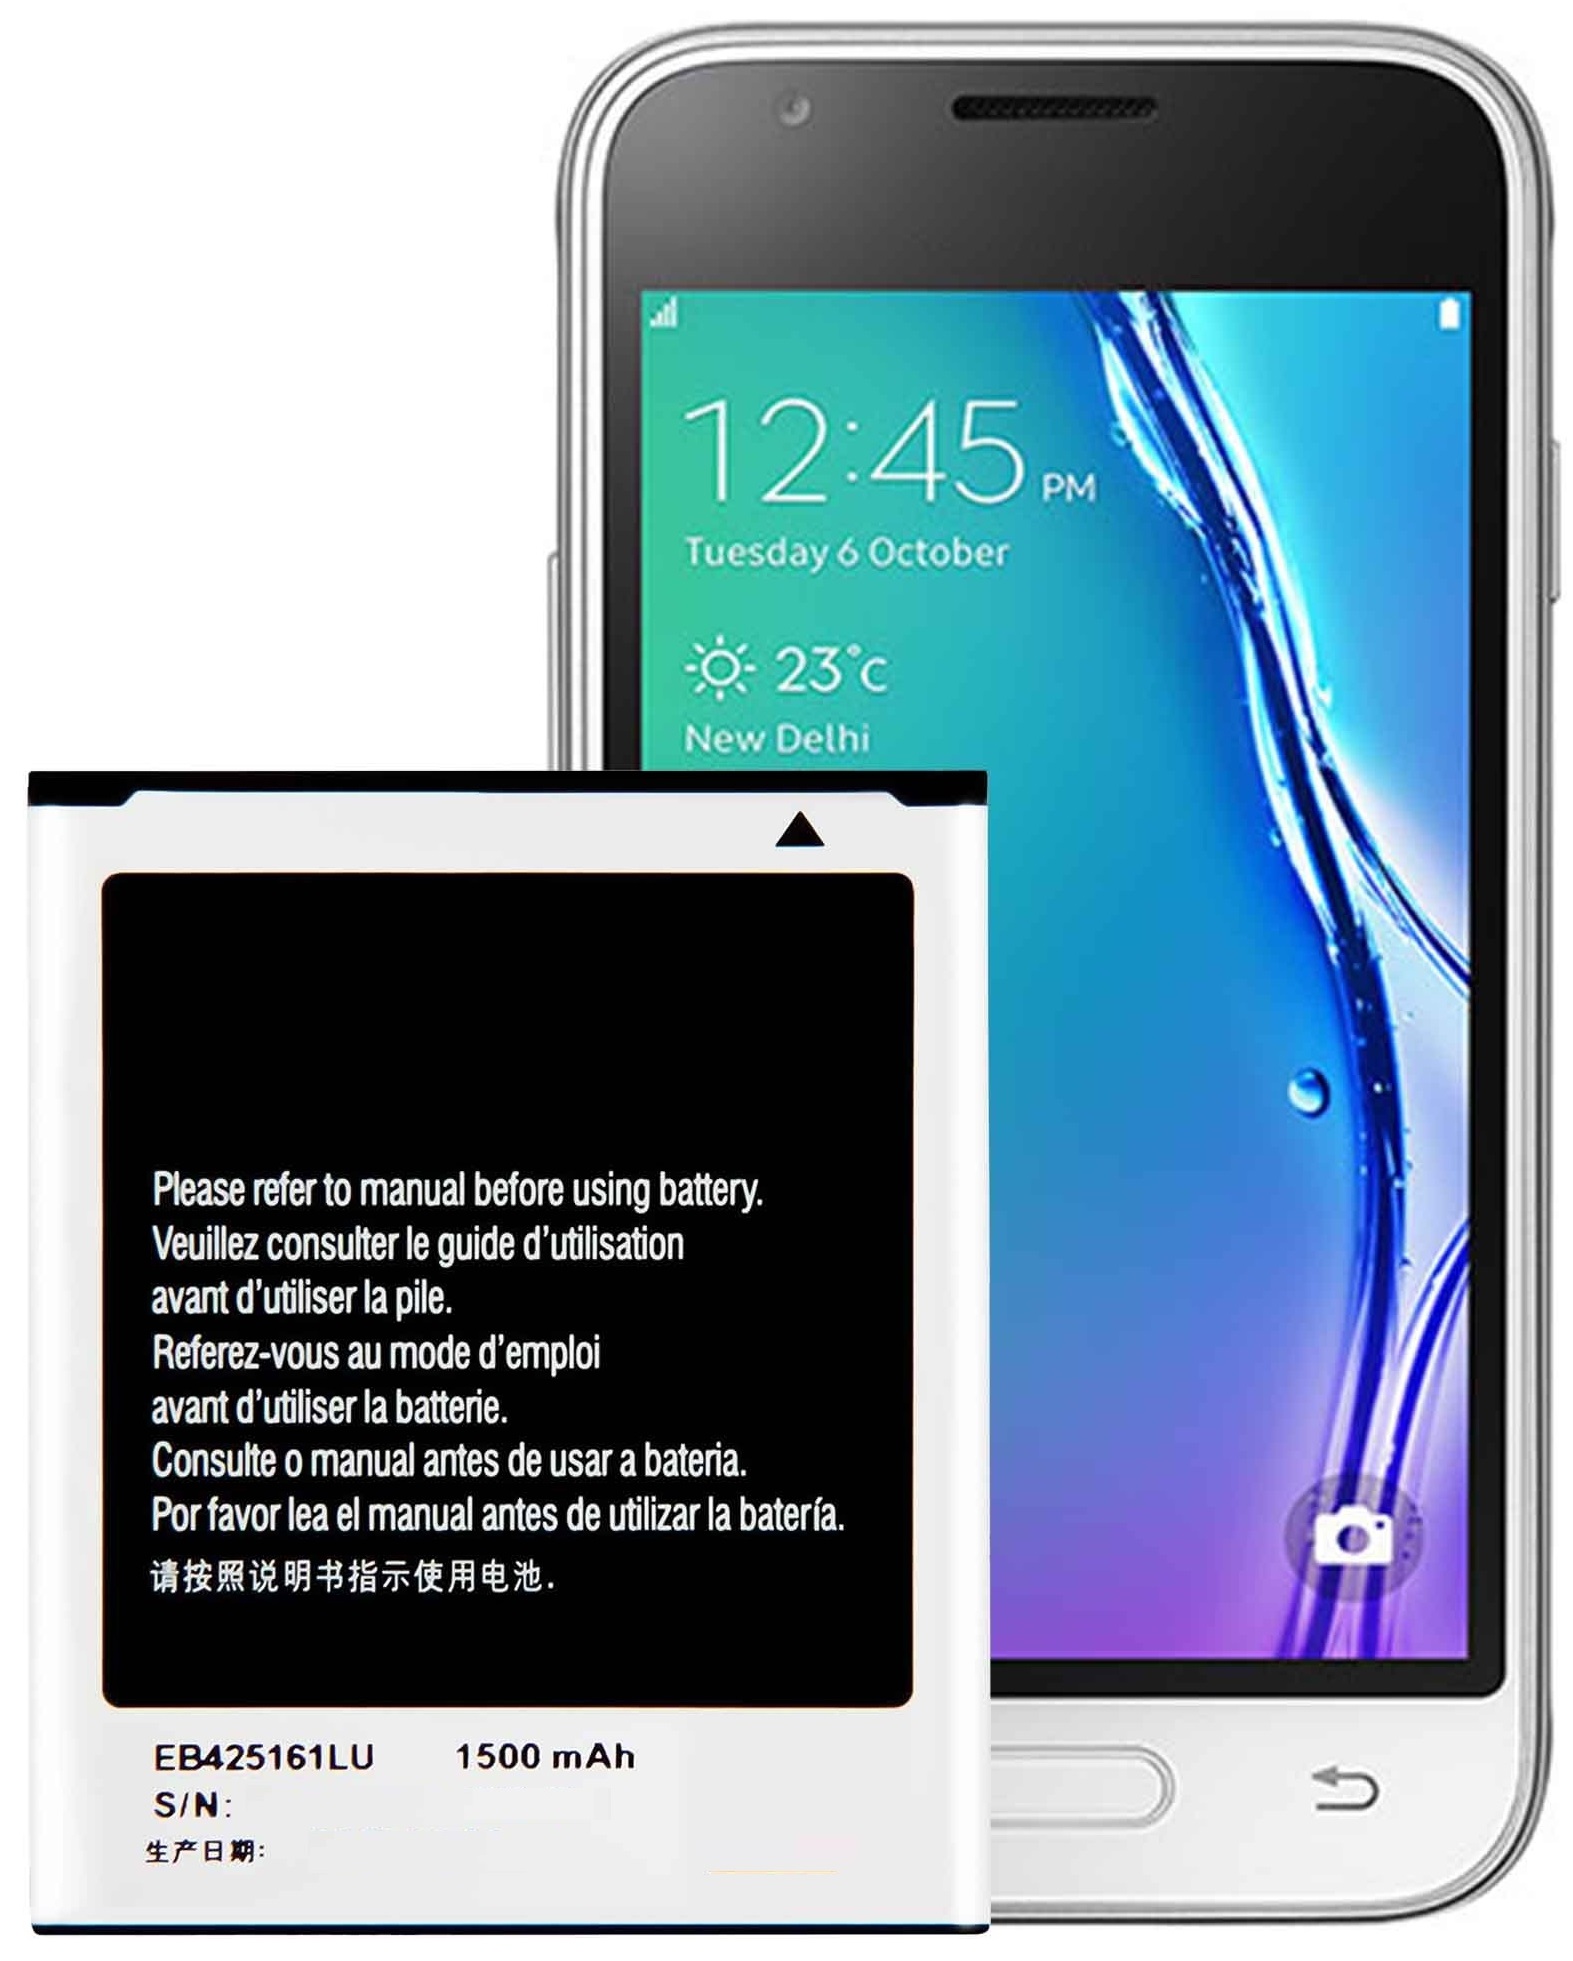 12:45 PM
Tuesday 6 October
23°c
New Delhi
Please refer to manual before using battery.
Veuillez consulter le guide d'utilisation
avant d'utiliser la pile.
Referez-vous au mode d'emploi
avant d'utiliser la batterie.
Consulte o manual antes de usar a bateria.
Por favor lea el manual antes de utilizar la batería.
请按照说明书指示使用电池.
EB425161LU 1500 mAh
S/N:
生产日期: